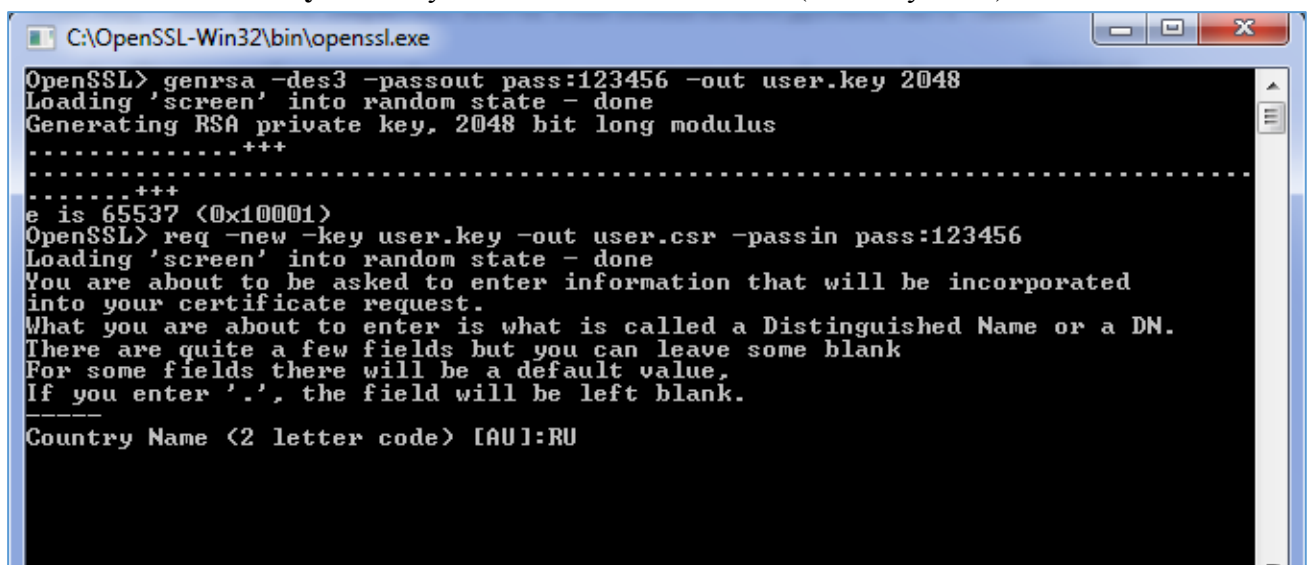 C:\OpenSSL-Win32\bin\openssl.exe
OpenSSL> genrsa -des3 -passout pass:123456 -out user.key 2048
Loading 'screen' into random state - done
Generating RSA private key, 2048 bit long modulus
...............+++
................................................................................
.......+++
e is 65537 (0x10001)
OpenSSL> req -new -key user.key -out user.csr -passin pass:123456
Loading 'screen' into random state - done
You are about to be asked to enter information that will be incorporated
into your certificate request.
What you are about to enter is what is called a Distinguished Name or a DN.
There are quite a few fields but you can leave some blank
For some fields there will be a default value,
If you enter '.', the field will be left blank.
-----
Country Name (2 letter code) [AU]:RU